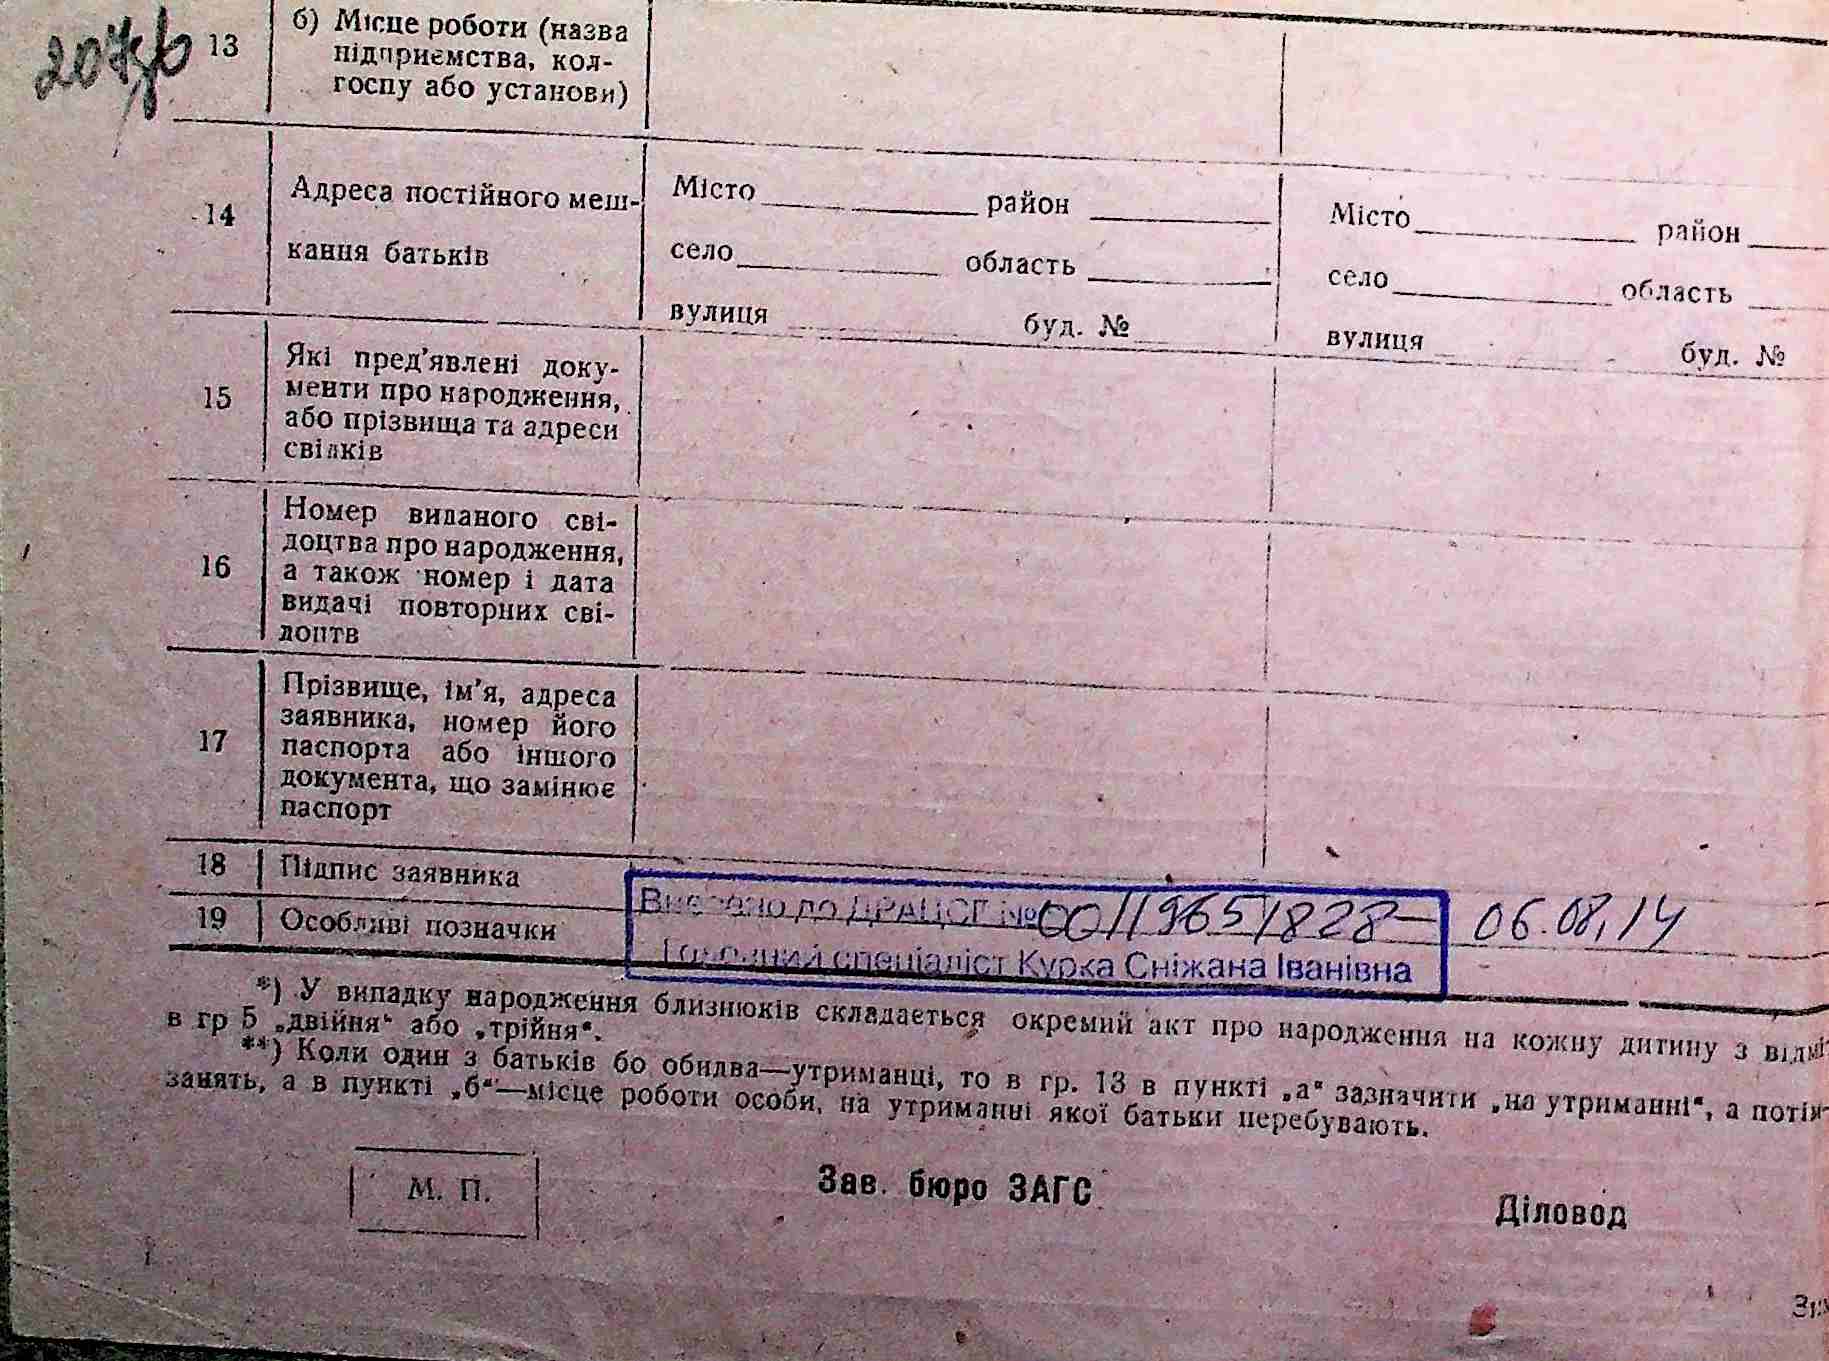 13
б) Місце роботи (назва
підприємства, кол-
госпу або установи)
14
Адреса постійного меш-
кання батьків
Місто район
село область
вулиця буд. №
Місто район
село область
вулиця буд. №
15
Які пред'явлені доку-
менти про народження,
або прізвища та адреси
свідків
16
Номер виданого сві-
доцтва про народження,
а також номер і дата
видачі повторних сві-
доцтв
17
Прізвище, ім'я, адреса
заявника, номер його
паспорта або іншого
документа, що замінює
паспорт
18 Підпис заявника
19 Особливі позначки
Внесено до ДРАЦСГ № 00119651828 06.08.14
Головний спеціаліст Курка Сніжана Іванівна
*) У випадку народження близнюків складається окремий акт про народження на кожну дитину з
в гр 5 „двійня“ або „трійня“.
**) Коли один з батьків бо обидва—утриманці, то в гр. 13 в пункті „а“ зазначити „на утриманні“, а
занять, а в пункті „б“—місце роботи особи, на утриманні якої батьки перебувають.
М. П.
Зав. бюро ЗАГС
Діловод